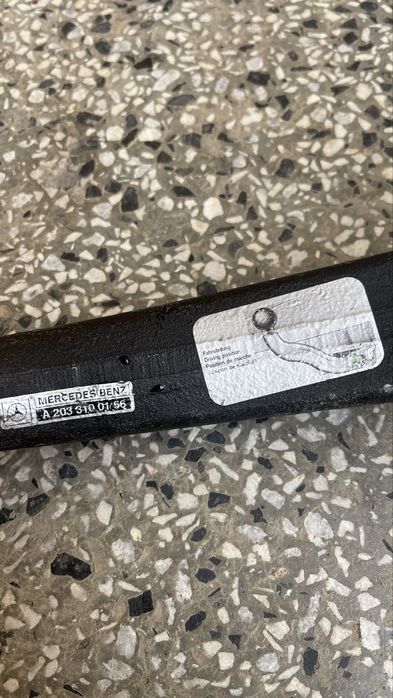 MERCEDES BENZ
A 203 310 01/56
Fahrstellung
Driving position
Position de marche